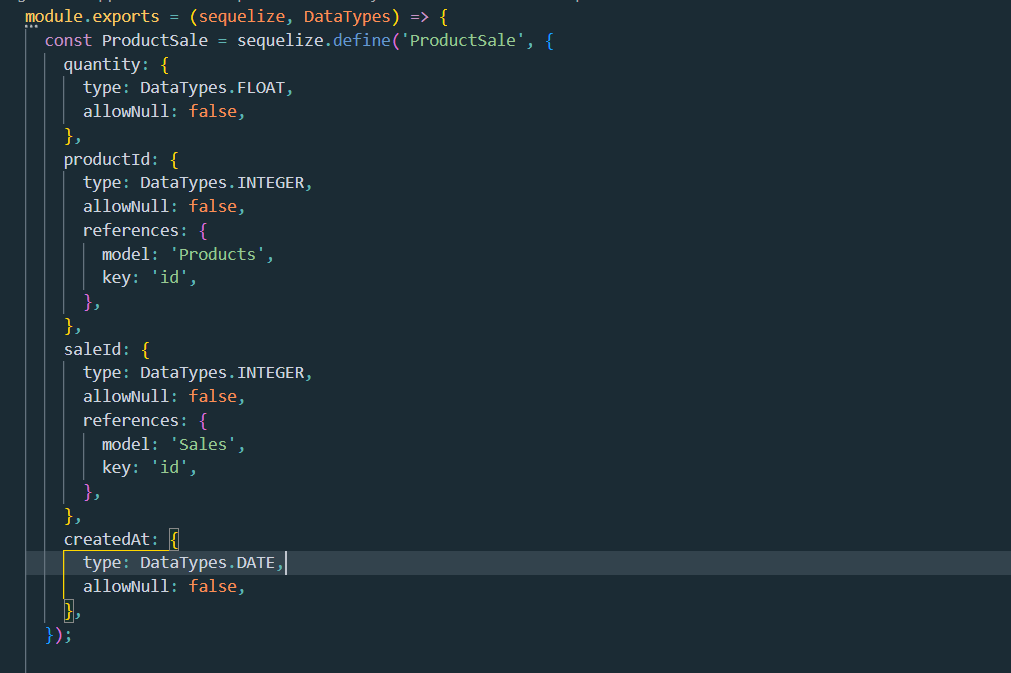 module.exports = (sequelize, DataTypes) => {
  const ProductSale = sequelize.define('ProductSale', {
    quantity: {
      type: DataTypes.FLOAT,
      allowNull: false,
    },
    productId: {
      type: DataTypes.INTEGER,
      allowNull: false,
      references: {
        model: 'Products',
        key: 'id',
      },
    },
    saleId: {
      type: DataTypes.INTEGER,
      allowNull: false,
      references: {
        model: 'Sales',
        key: 'id',
      },
    },
    createdAt: {
      type: DataTypes.DATE,
      allowNull: false,
    },
  });